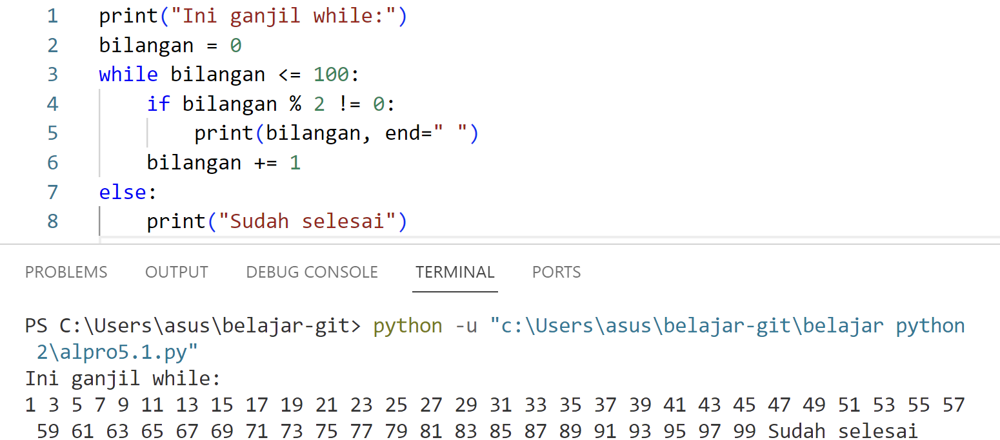 1 print("Ini ganjil while:")
2 bilangan = 0
3 while bilangan <= 100:
4     if bilangan % 2 != 0:
5         print(bilangan, end=" ")
6     bilangan += 1
7 else:
8     print("Sudah selesai")
PROBLEMS OUTPUT DEBUG CONSOLE TERMINAL PORTS
PS C:\Users\asus\belajar-git> python -u "c:\Users\asus\belajar-git\belajar python
 2\alpro5.1.py"
Ini ganjil while:
1 3 5 7 9 11 13 15 17 19 21 23 25 27 29 31 33 35 37 39 41 43 45 47 49 51 53 55 57
 59 61 63 65 67 69 71 73 75 77 79 81 83 85 87 89 91 93 95 97 99 Sudah selesai